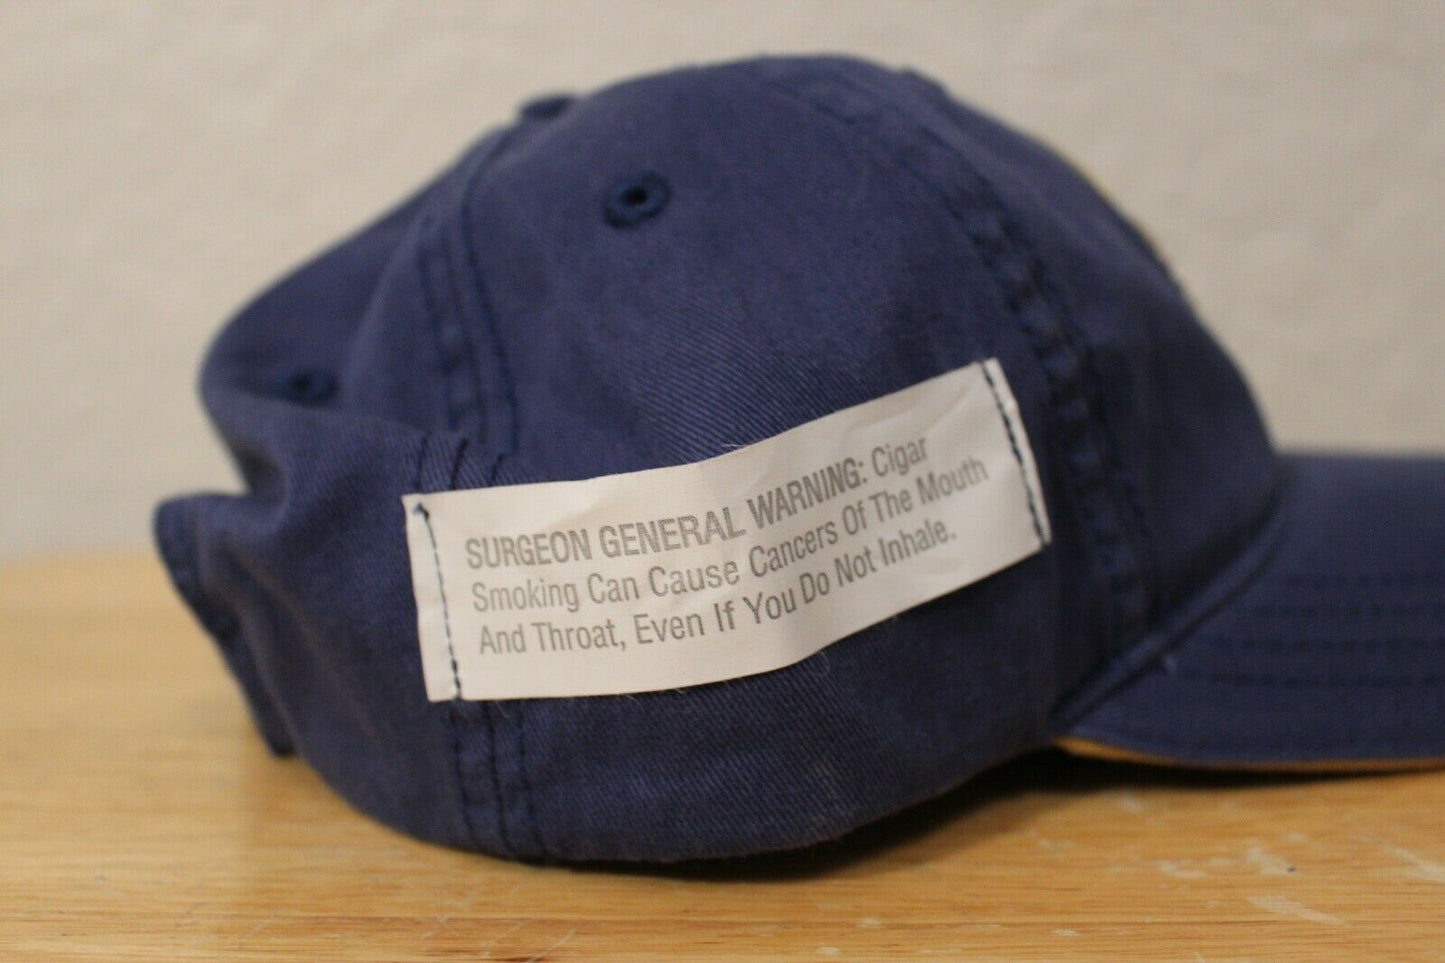 SURGEON GENERAL WARNING: Cigar
Smoking Can Cause Cancers Of The Mouth
And Throat, Even If You Do Not Inhale.